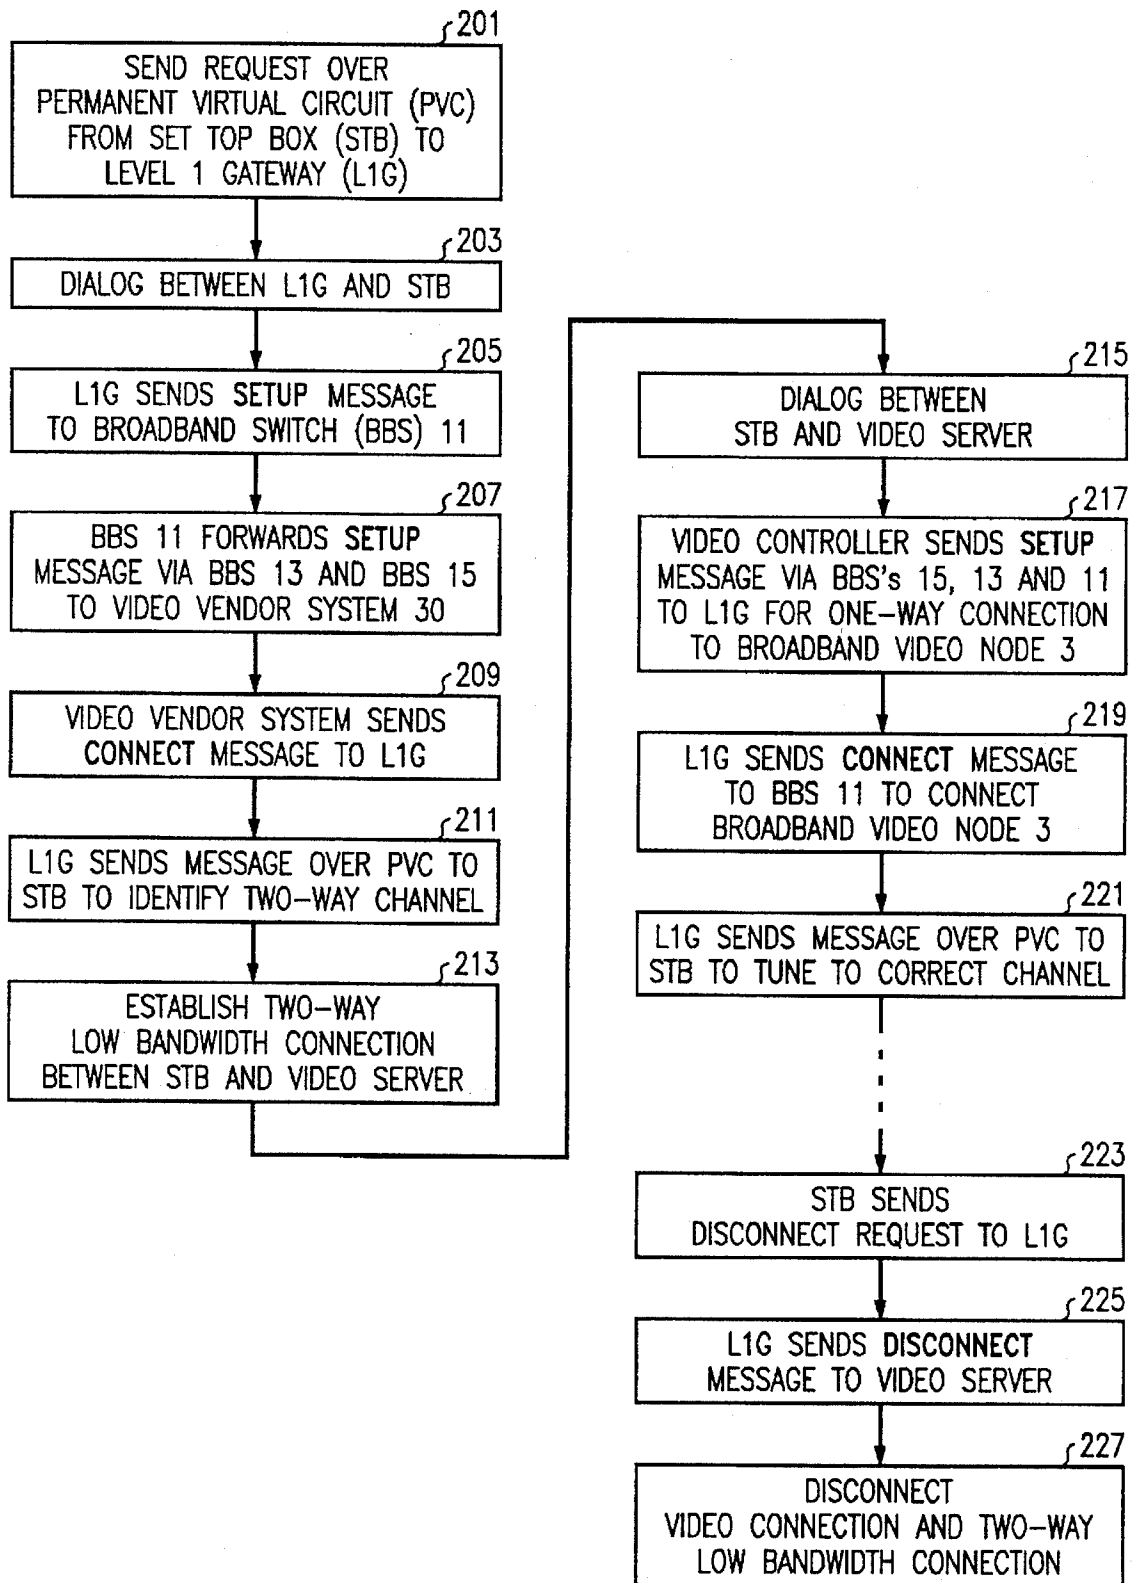 201
SEND REQUEST OVER
PERMANENT VIRTUAL CIRCUIT (PVC)
FROM SET TOP BOX (STB) TO
LEVEL 1 GATEWAY (L1G)
203
DIALOG BETWEEN L1G AND STB
205
L1G SENDS SETUP MESSAGE
TO BROADBAND SWITCH (BBS) 11
207
BBS 11 FORWARDS SETUP
MESSAGE VIA BBS 13 AND BBS 15
TO VIDEO VENDOR SYSTEM 30
209
VIDEO VENDOR SYSTEM SENDS
CONNECT MESSAGE TO L1G
211
L1G SENDS MESSAGE OVER PVC TO
STB TO IDENTIFY TWO-WAY CHANNEL
213
ESTABLISH TWO-WAY
LOW BANDWIDTH CONNECTION
BETWEEN STB AND VIDEO SERVER
215
DIALOG BETWEEN
STB AND VIDEO SERVER
217
VIDEO CONTROLLER SENDS SETUP
MESSAGE VIA BBS's 15, 13 AND 11
TO L1G FOR ONE-WAY CONNECTION
TO BROADBAND VIDEO NODE 3
219
L1G SENDS CONNECT MESSAGE
TO BBS 11 TO CONNECT
BROADBAND VIDEO NODE 3
221
L1G SENDS MESSAGE OVER PVC TO
STB TO TUNE TO CORRECT CHANNEL
223
STB SENDS
DISCONNECT REQUEST TO L1G
225
L1G SENDS DISCONNECT
MESSAGE TO VIDEO SERVER
227
DISCONNECT
VIDEO CONNECTION AND TWO-WAY
LOW BANDWIDTH CONNECTION